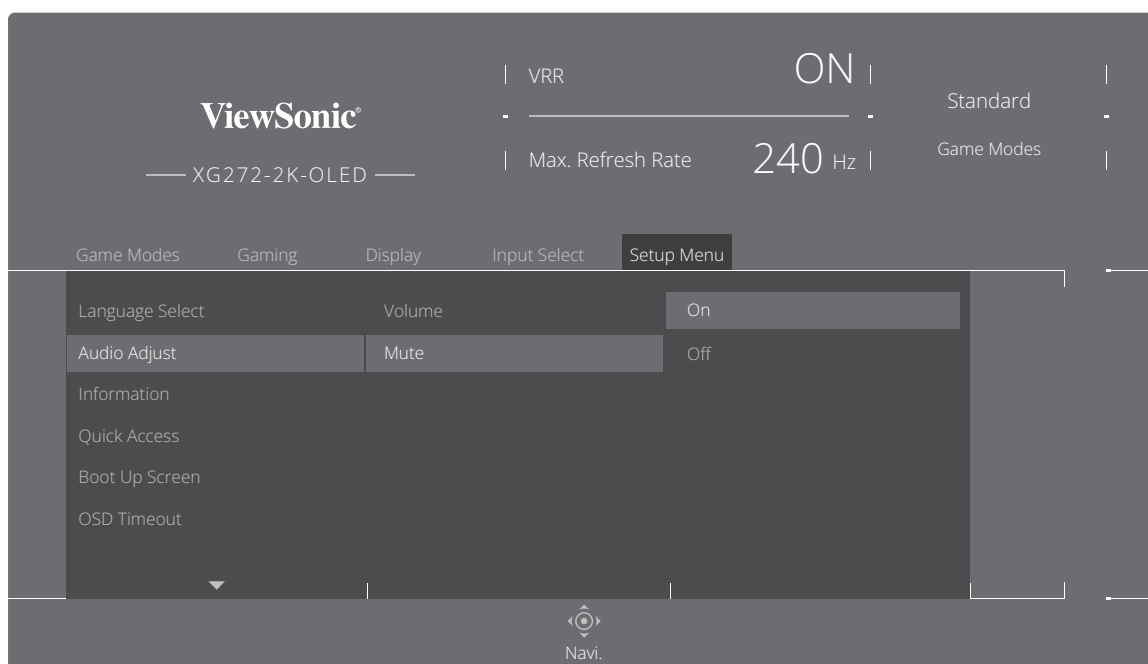 ViewSonic®
XG272-2K-OLED
VRR ON
Max. Refresh Rate 240 Hz
Standard
Game Modes
Game Modes Gaming Display Input Select Setup Menu
Language Select Volume On
Audio Adjust Mute Off
Information
Quick Access
Boot Up Screen
OSD Timeout
Navi.